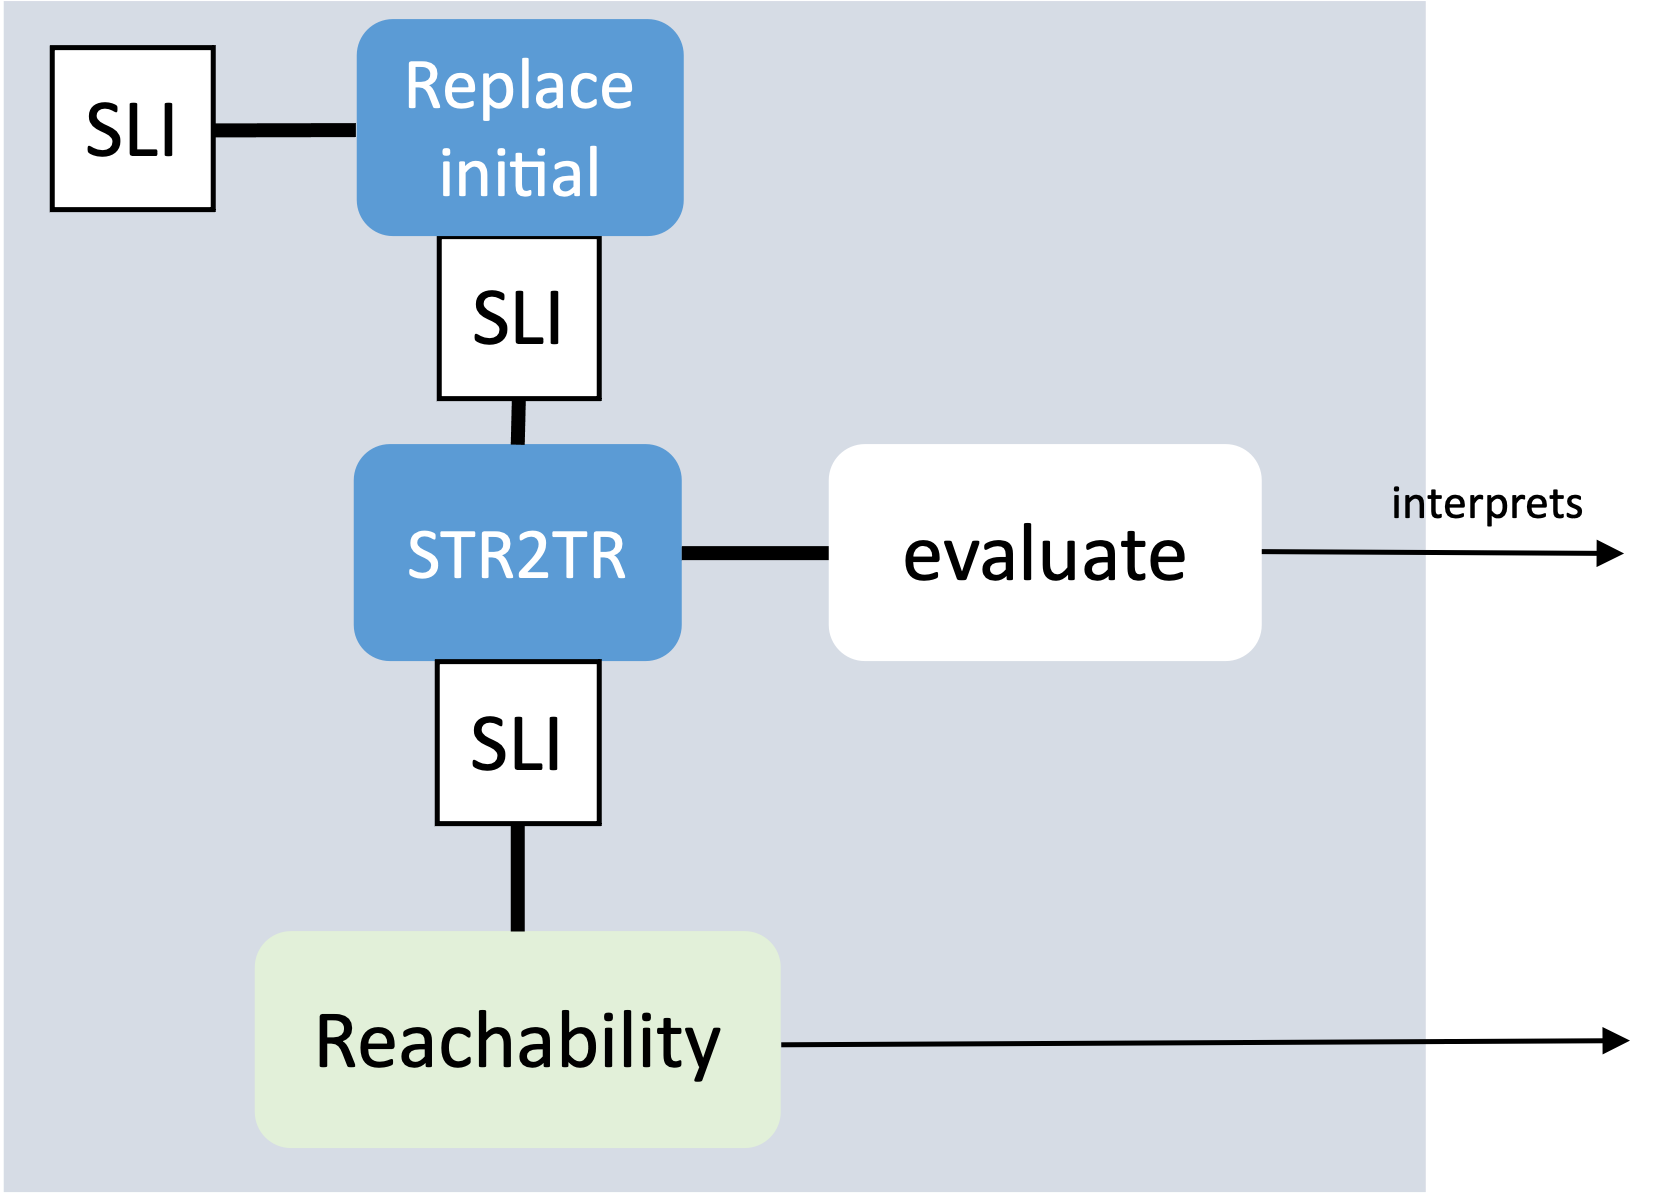 SLI
Replace
initial
SLI
STR2TR
evaluate
interprets
SLI
Reachability